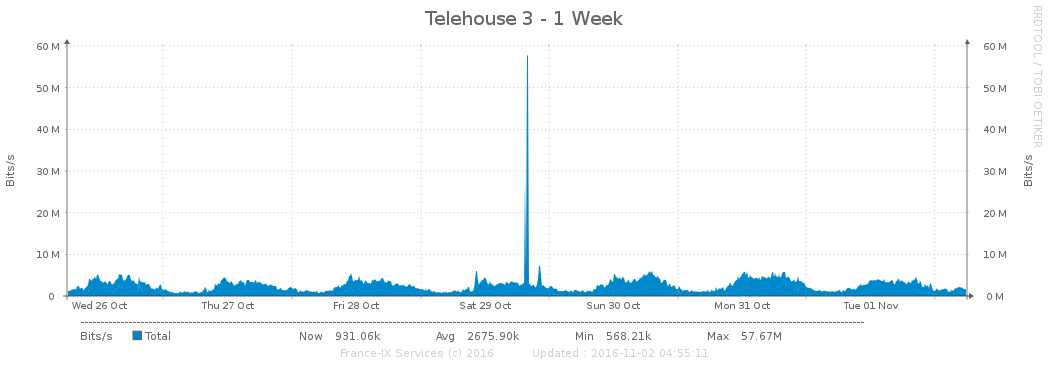 Telehouse 3 - 1 Week
RRDTOOL / TOBI OETIKER
60 M 60 M
50 M 50 M
40 M 40 M
30 M 30 M
20 M 20 M
10 M 10 M
0 0 M
Bits/s
Bits/s
Wed 26 Oct Thu 27 Oct Fri 28 Oct Sat 29 Oct Sun 30 Oct Mon 31 Oct Tue 01 Nov
Bits/s Total Now 931.06k Avg 2675.90k Min 568.21k Max 57.67M
France-IX Services (c) 2016 Updated : 2016-11-02 04:55:11